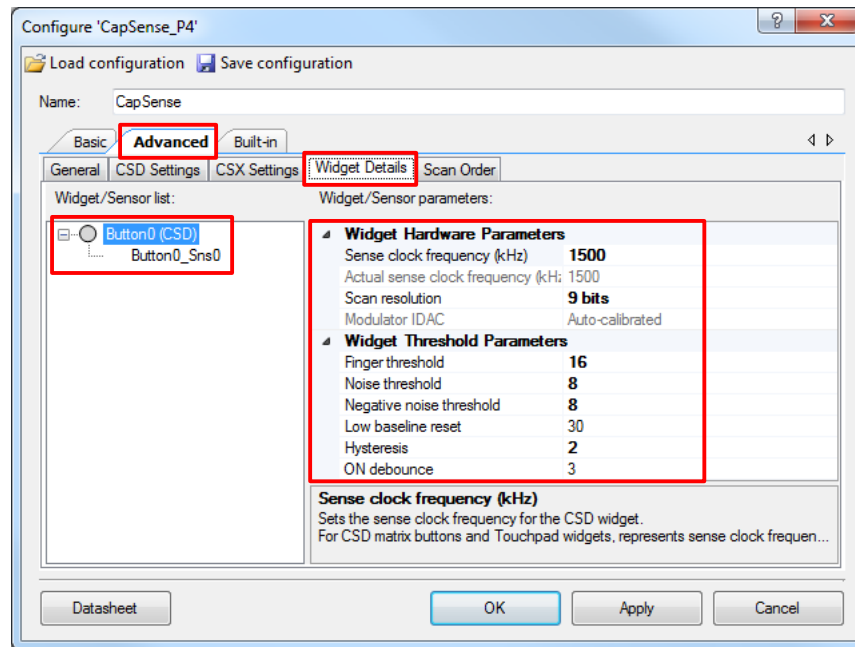 Configure 'CapSense_P4'
Load configuration Save configuration
Name: CapSense
Basic Advanced Built-in
General CSD Settings CSX Settings Widget Details Scan Order
Widget/Sensor list: Widget/Sensor parameters:
Button0 (CSD)
Button0_Sns0
Widget Hardware Parameters
Sense clock frequency (kHz) 1500
Actual sense clock frequency (kH: 1500
Scan resolution 9 bits
Modulator IDAC Auto-calibrated
Widget Threshold Parameters
Finger threshold 16
Noise threshold 8
Negative noise threshold 8
Low baseline reset 30
Hysteresis 2
ON debounce 3
Sense clock frequency (kHz)
Sets the sense clock frequency for the CSD widget.
For CSD matrix buttons and Touchpad widgets, represents sense clock frequen...
Datasheet OK Apply Cancel